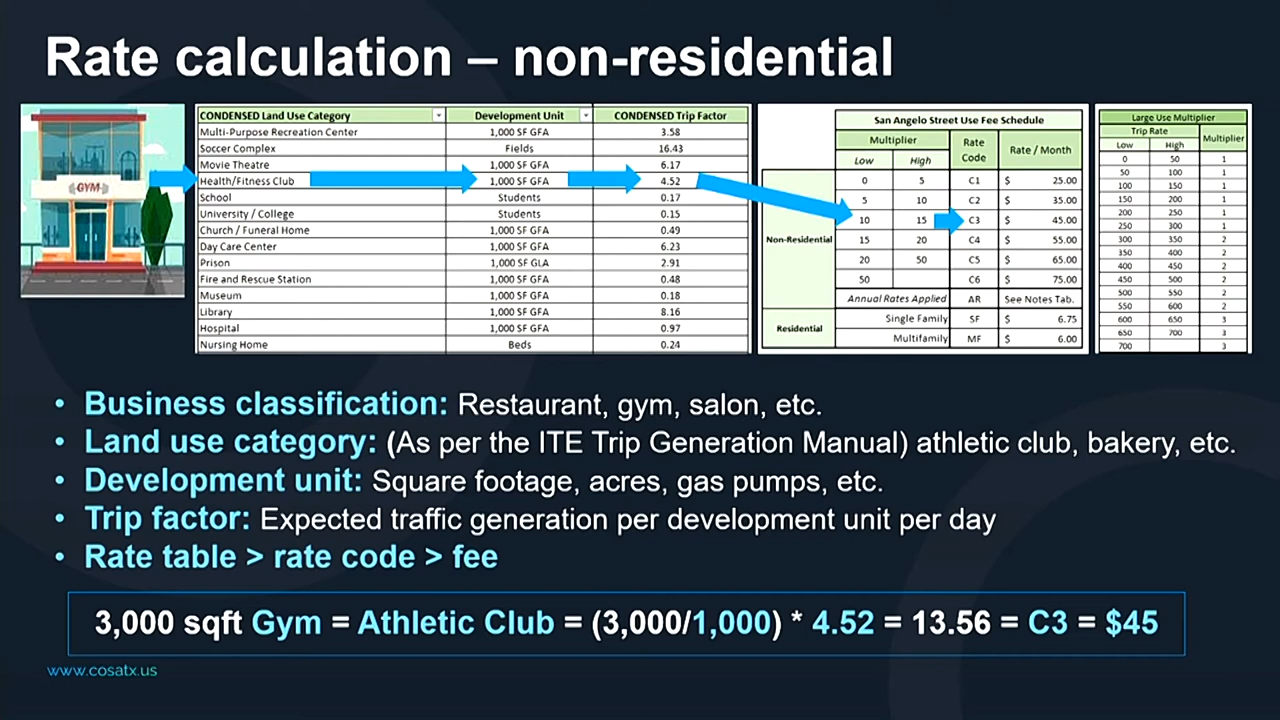 Rate calculation – non-residential
GYM
CONDENSED Land Use Category Development Unit CONDENSED Trip Factor
Multi-Purpose Recreation Center 1,000 SF GFA 3.58
Soccer Complex Fields 16.43
Movie Theatre 1,000 SF GFA 6.17
Health/Fitness Club 1,000 SF GFA 4.52
School Students 0.17
University / College Students 0.15
Church / Funeral Home 1,000 SF GFA 0.49
Day Care Center 1,000 SF GFA 6.23
Prison 1,000 SF GLA 2.91
Fire and Rescue Station 1,000 SF GFA 0.48
Museum 1,000 SF GFA 0.18
Library 1,000 SF GFA 8.16
Hospital 1,000 SF GFA 0.97
Nursing Home Beds 0.24
San Angelo Street Use Fee Schedule
Multiplier Rate Code Rate / Month
Low High
Non-Residential
0 5 C1 $ 25.00
5 10 C2 $ 35.00
10 15 C3 $ 45.00
15 20 C4 $ 55.00
20 50 C5 $ 65.00
50 C6 $ 75.00
Annual Rates Applied AR See Notes Tab.
Residential
Single Family SF $ 6.75
Multifamily MF $ 6.00
Large Use Multiplier
Trip Rate Multiplier
Low High
0 50 1
50 100 1
100 150 1
150 200 1
200 250 1
250 300 1
300 350 2
350 400 2
400 450 2
450 500 2
500 550 2
550 600 2
600 650 3
650 700 3
700 3
• Business classification: Restaurant, gym, salon, etc.
• Land use category: (As per the ITE Trip Generation Manual) athletic club, bakery, etc.
• Development unit: Square footage, acres, gas pumps, etc.
• Trip factor: Expected traffic generation per development unit per day
• Rate table > rate code > fee
3,000 sqft Gym = Athletic Club = (3,000/1,000) * 4.52 = 13.56 = C3 = $45
www.cosatx.us